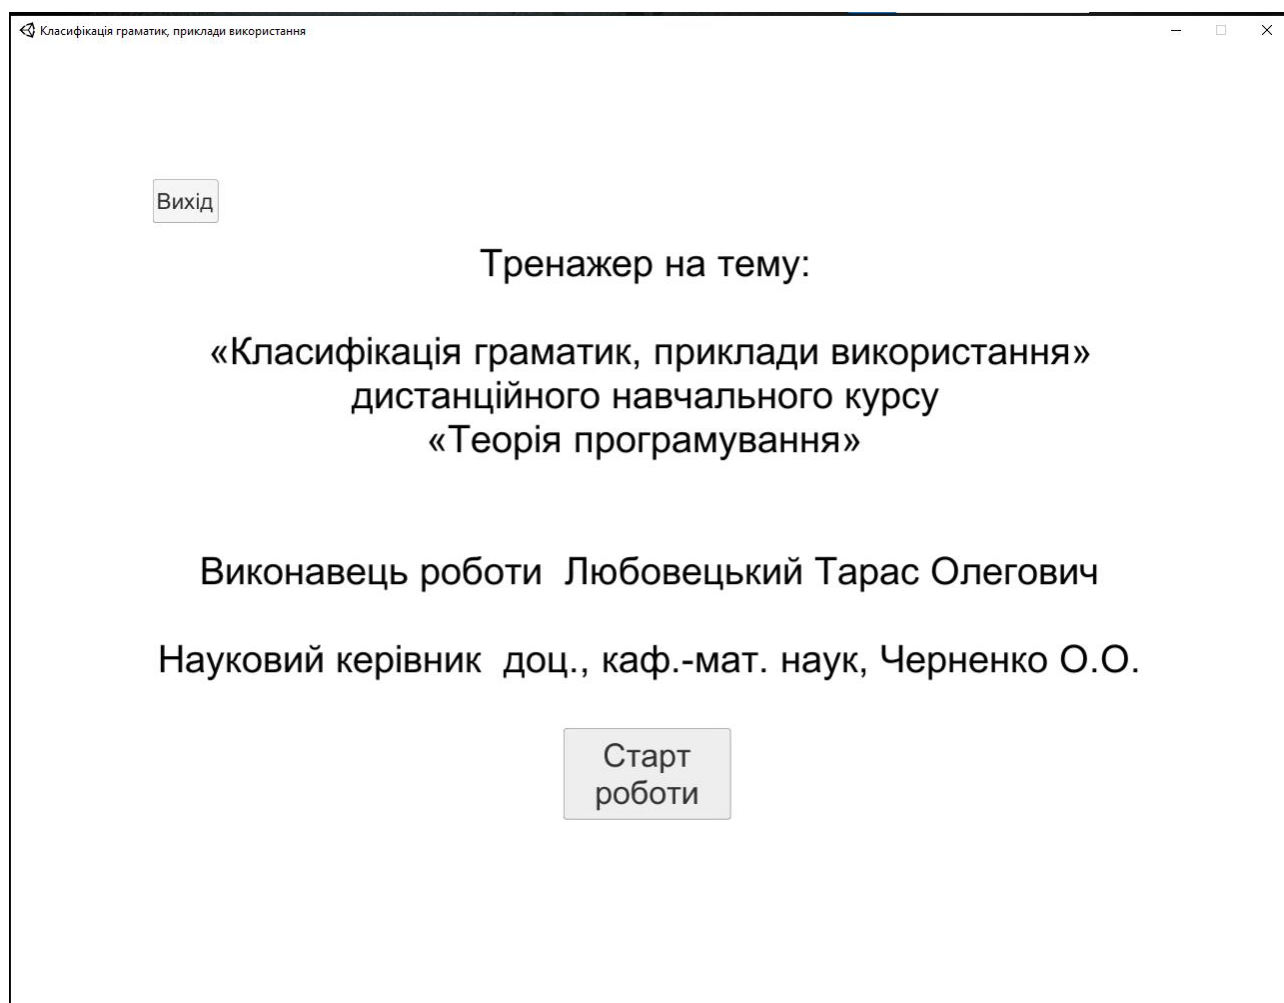 Класифікація граматик, приклади використання
Вихід
Тренажер на тему:
«Класифікація граматик, приклади використання»
дистанційного навчального курсу
«Теорія програмування»
Виконавець роботи  Любовецький Тарас Олегович
Науковий керівник  доц., каф.-мат. наук, Черненко О.О.
Старт
роботи